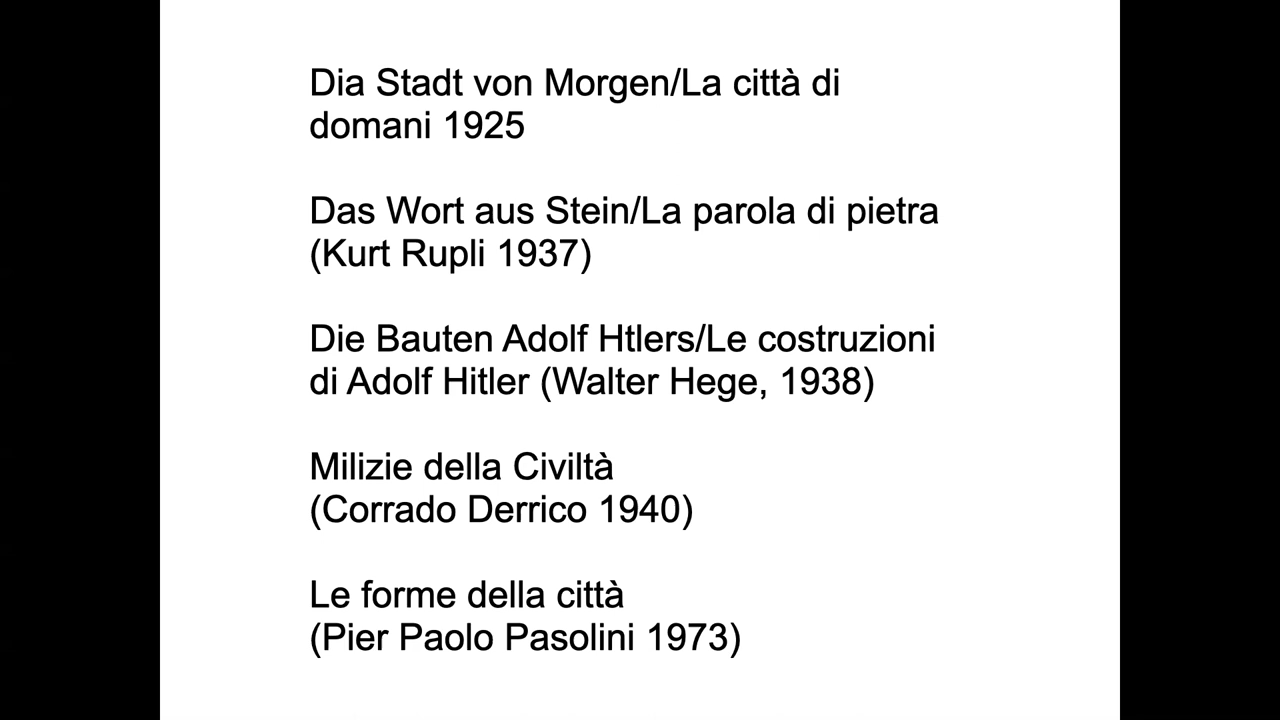 Dia Stadt von Morgen/La città di
domani 1925
Das Wort aus Stein/La parola di pietra
(Kurt Rupli 1937)
Die Bauten Adolf Htlers/Le costruzioni
di Adolf Hitler (Walter Hege, 1938)
Milizie della Civiltà
(Corrado Derrico 1940)
Le forme della città
(Pier Paolo Pasolini 1973)